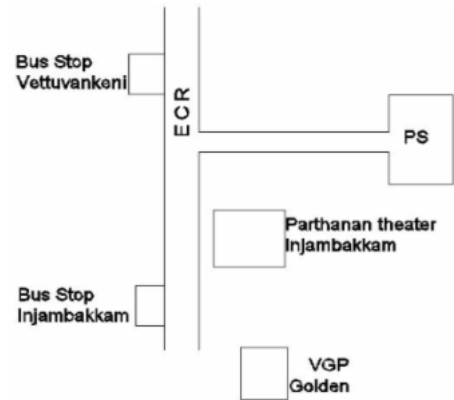 Bus Stop
Vettuvankeni
ECR
PS
Parthanan theater
Injambakkam
Bus Stop
Injambakkam
VGP
Golden